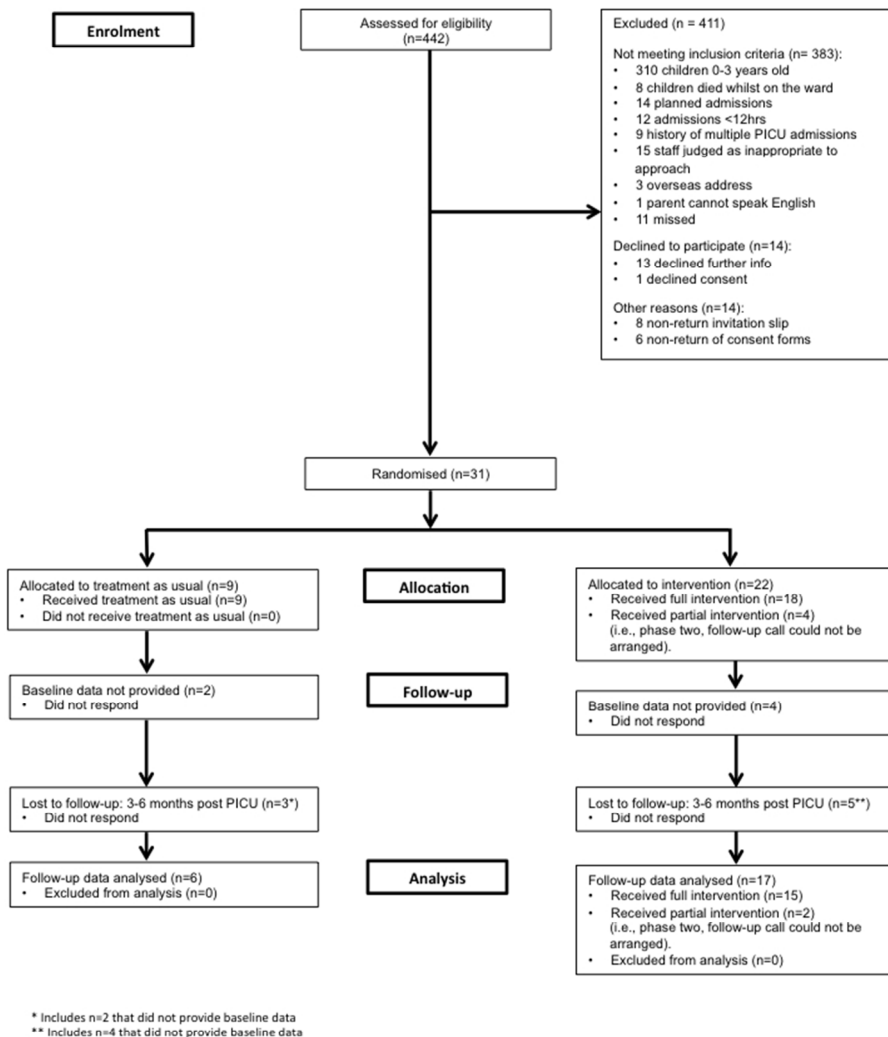 Enrolment
Assessed for eligibility
(n=442)
Excluded (n = 411)
Not meeting inclusion criteria (n= 383):
• 310 children 0-3 years old
• 8 children died whilst on the ward
• 14 planned admissions
• 12 admissions <12hrs
• 9 history of multiple PICU admissions
• 15 staff judged as inappropriate to
approach
• 3 overseas address
• 1 parent cannot speak English
• 11 missed
Declined to participate (n=14):
• 13 declined further info
• 1 declined consent
Other reasons (n=14):
• 8 non-return invitation slip
• 6 non-return of consent forms
Randomised (n=31)
Allocation
Allocated to treatment as usual (n=9)
• Received treatment as usual (n=9)
• Did not receive treatment as usual (n=0)
Allocated to intervention (n=22)
• Received full intervention (n=18)
• Received partial intervention (n=4)
(i.e., phase two, follow-up call could not be
arranged).
Follow-up
Baseline data not provided (n=2)
• Did not respond
Baseline data not provided (n=4)
• Did not respond
Lost to follow-up: 3-6 months post PICU (n=3*)
• Did not respond
Lost to follow-up: 3-6 months post PICU (n=5**)
• Did not respond
Analysis
Follow-up data analysed (n=6)
• Excluded from analysis (n=0)
Follow-up data analysed (n=17)
• Received full intervention (n=15)
• Received partial intervention (n=2)
(i.e., phase two, follow-up call could not be
arranged).
• Excluded from analysis (n=0)
* Includes n=2 that did not provide baseline data
** Includes n=4 that did not provide baseline data